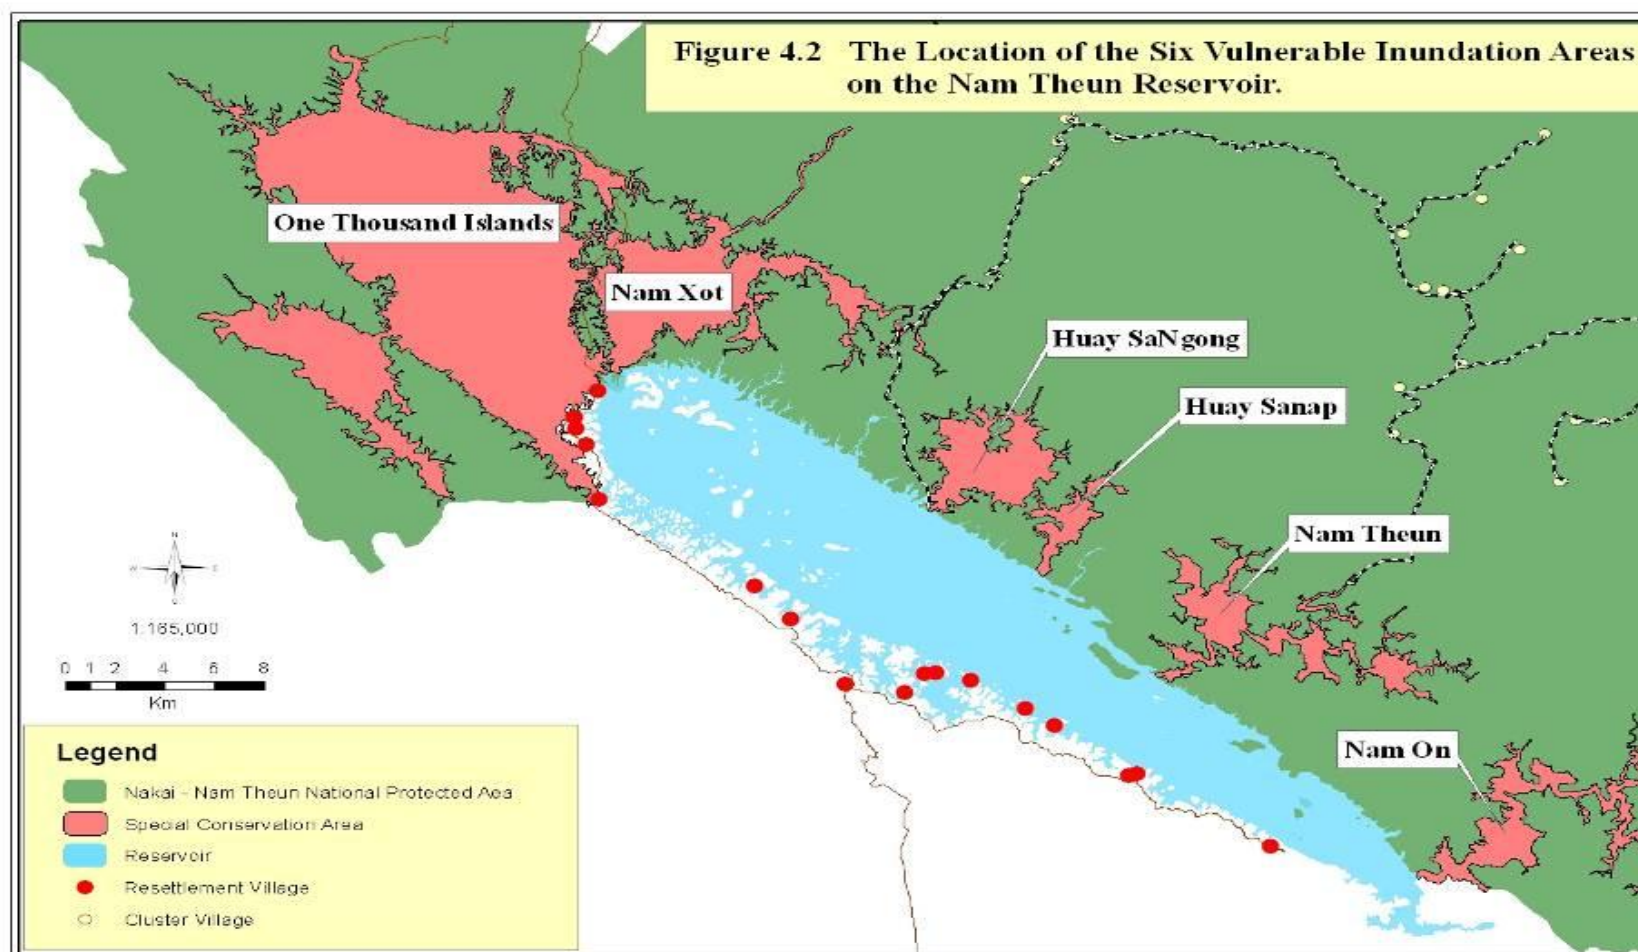 Figure 4.2 The Location of the Six Vulnerable Inundation Areas
on the Nam Theun Reservoir.
One Thousand Islands
Nam Xot
Huay SaNgong
Huay Sanap
Nam Theun
Nam On
N
W E
S
1:165,000
0 1 2 4 6 8
Km
Legend
Nakai - Nam Theun National Protected Aea
Special Conservation Area
Reservoir
Resettlement Village
Cluster Village